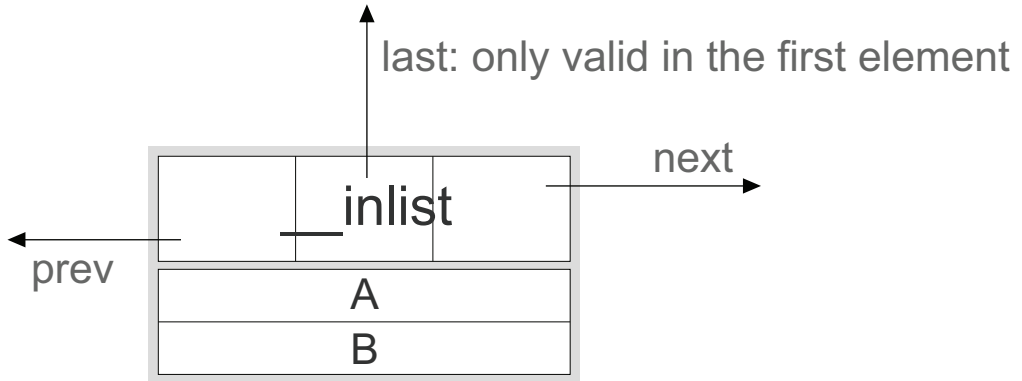 last: only valid in the first element
next
__inlist
prev
A
B